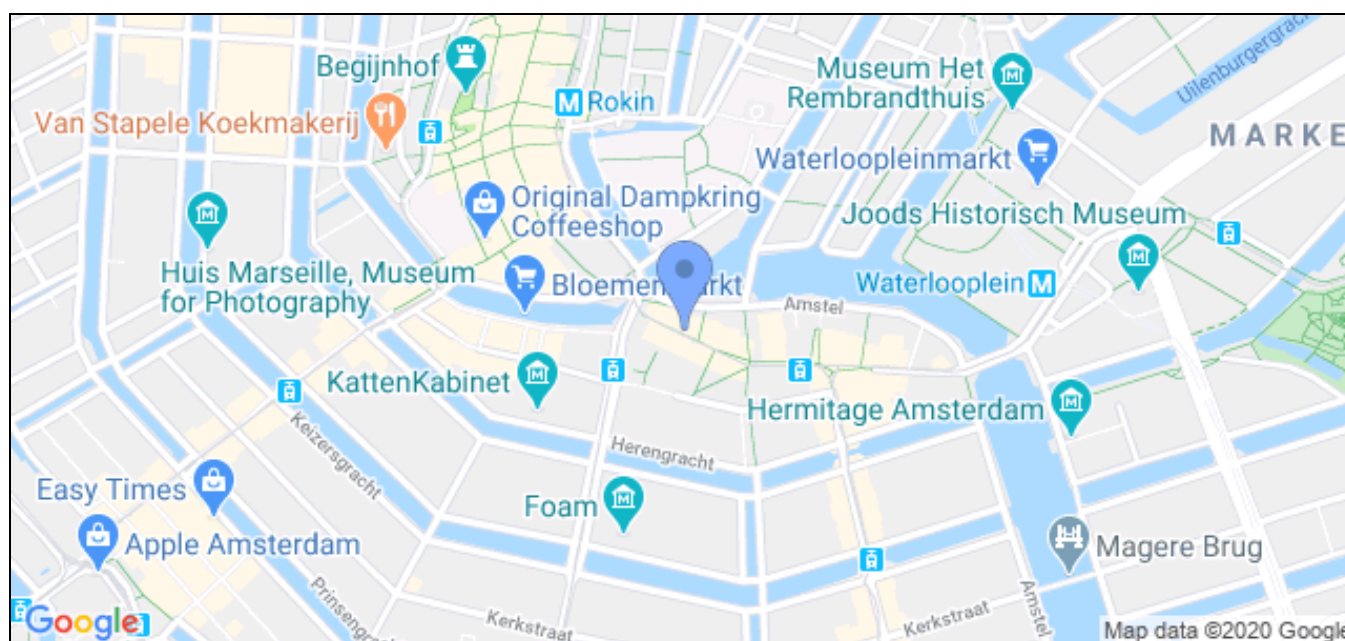 Begijnhof
Rokin
Museum Het
Rembrandthuis
Uilenburgergrach
Van Stapele Koekmakerij
MARKE
Waterloopleinmarkt
Original Dampkring
Coffeeshop
Joods Historisch Museum
Huis Marseille, Museum
for Photography
Bloemenmarkt
Waterlooplein
Amstel
KattenKabinet
Hermitage Amsterdam
Keizersgracht
Herengracht
Easy Times
Foam
Apple Amsterdam
Magere Brug
Prinsengracht
Kerkstraat
Kerkstraat
Amstel
Google
Map data ©2020 Google